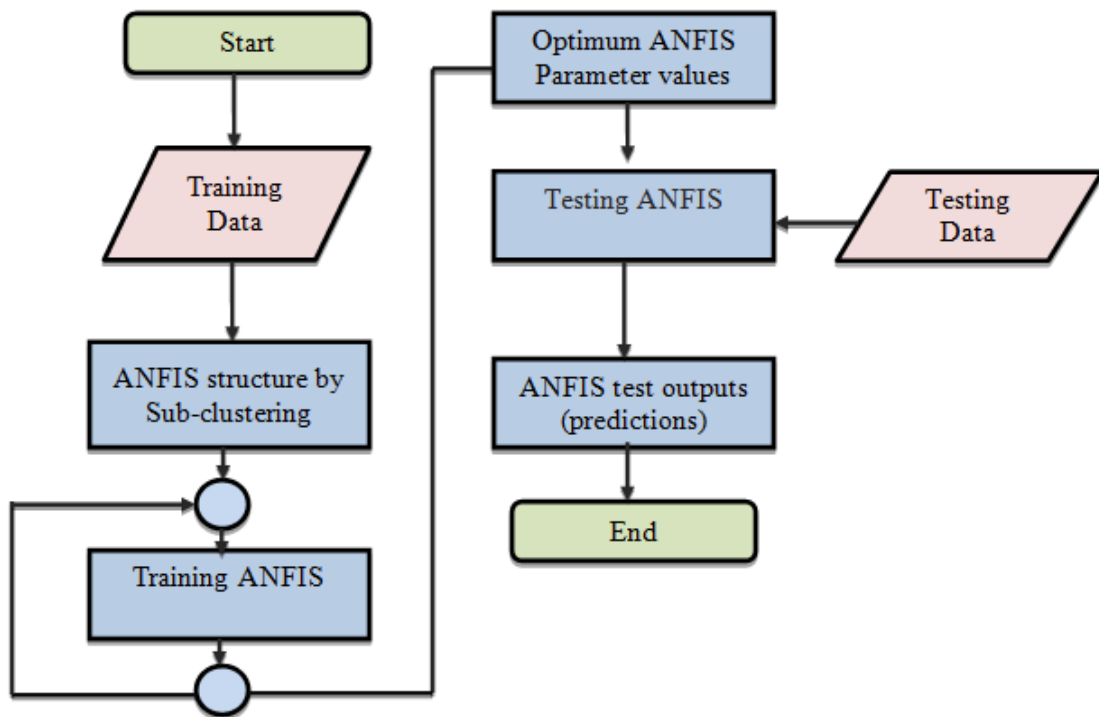 Start
Training
Data
ANFIS structure by
Sub-clustering
Training ANFIS
Optimum ANFIS
Parameter values
Testing ANFIS
Testing
Data
ANFIS test outputs
(predictions)
End